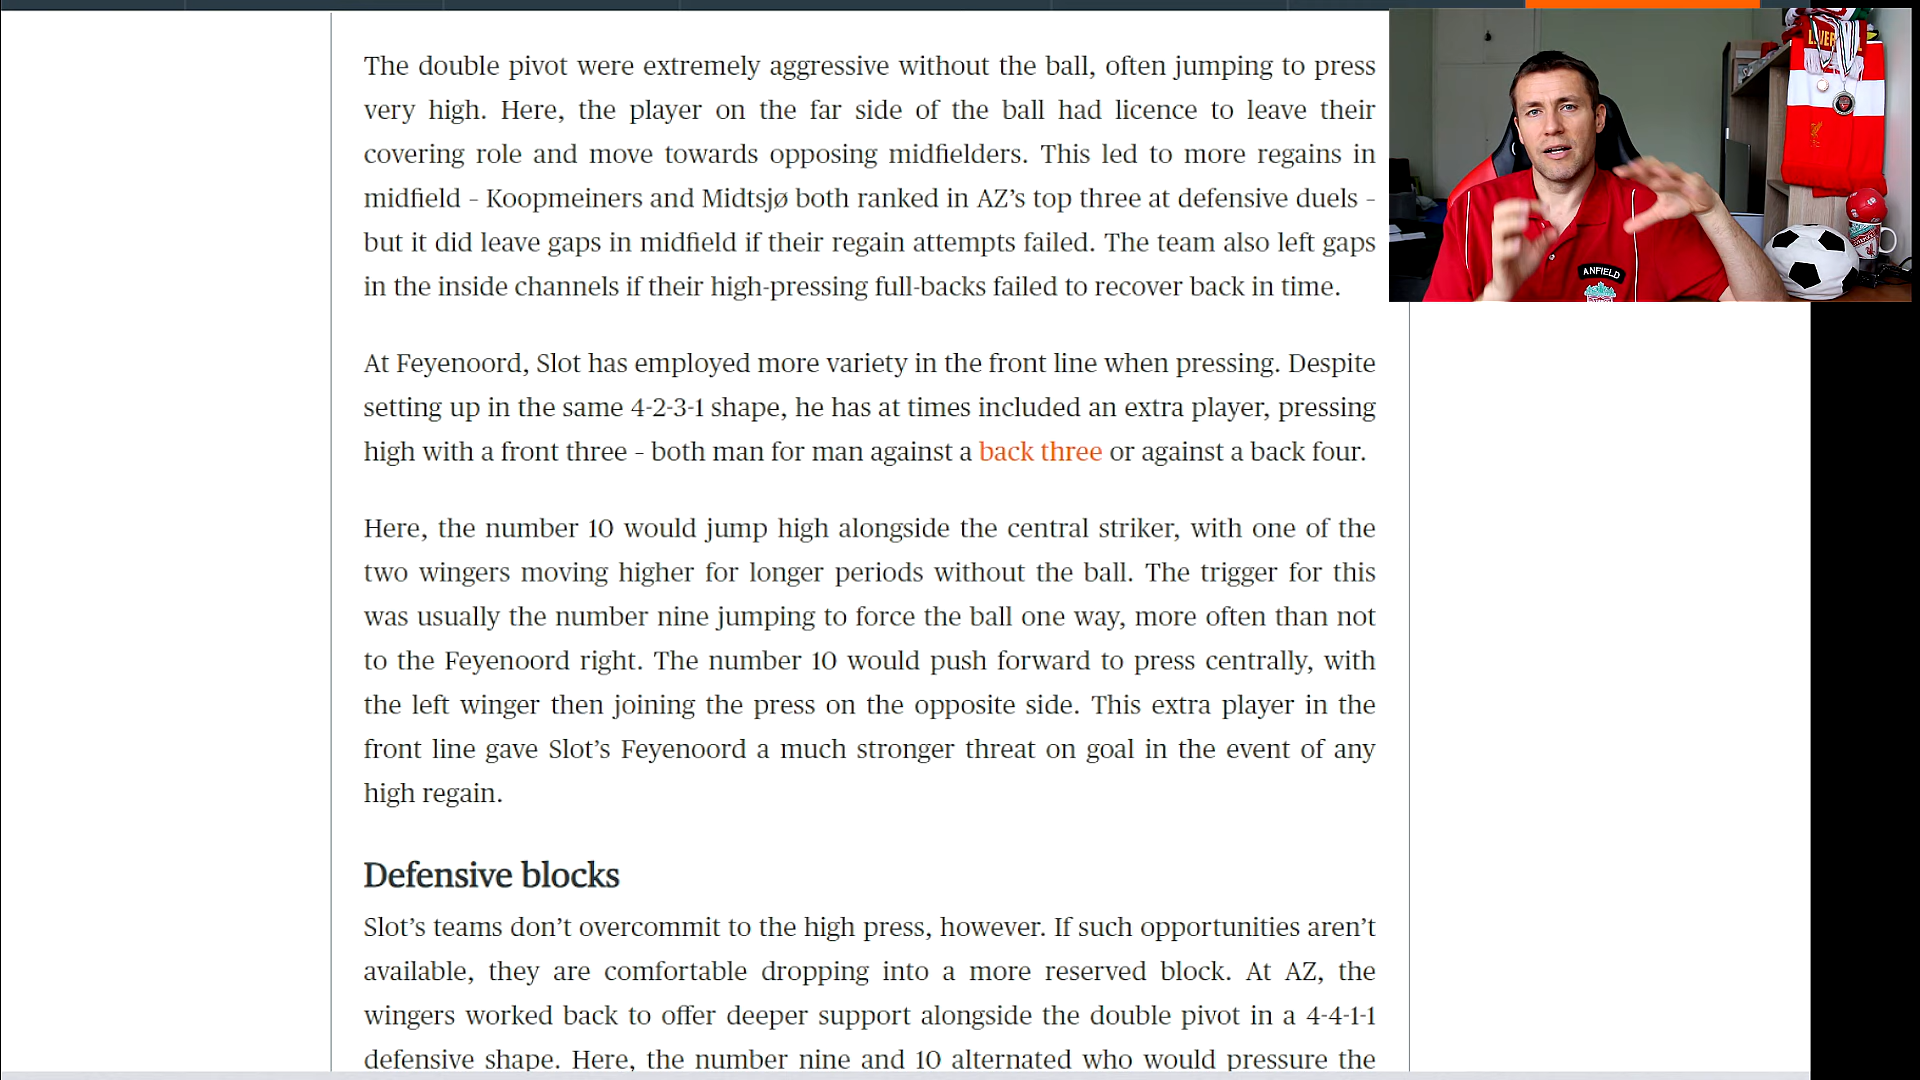 The double pivot were extremely aggressive without the ball, often jumping to press
very high. Here, the player on the far side of the ball had licence to leave their
covering role and move towards opposing midfielders. This led to more regains in
midfield – Koopmeiners and Midtsjø both ranked in AZ’s top three at defensive duels –
but it did leave gaps in midfield if their regain attempts failed. The team also left gaps
in the inside channels if their high-pressing full-backs failed to recover back in time.
At Feyenoord, Slot has employed more variety in the front line when pressing. Despite
setting up in the same 4-2-3-1 shape, he has at times included an extra player, pressing
high with a front three – both man for man against a back three or against a back four.
Here, the number 10 would jump high alongside the central striker, with one of the
two wingers moving higher for longer periods without the ball. The trigger for this
was usually the number nine jumping to force the ball one way, more often than not
to the Feyenoord right. The number 10 would push forward to press centrally, with
the left winger then joining the press on the opposite side. This extra player in the
front line gave Slot’s Feyenoord a much stronger threat on goal in the event of any
high regain.
Defensive blocks
Slot’s teams don’t overcommit to the high press, however. If such opportunities aren’t
available, they are comfortable dropping into a more reserved block. At AZ, the
wingers worked back to offer deeper support alongside the double pivot in a 4-4-1-1
defensive shape. Here, the number nine and 10 alternated who would pressure the
ANFIELD